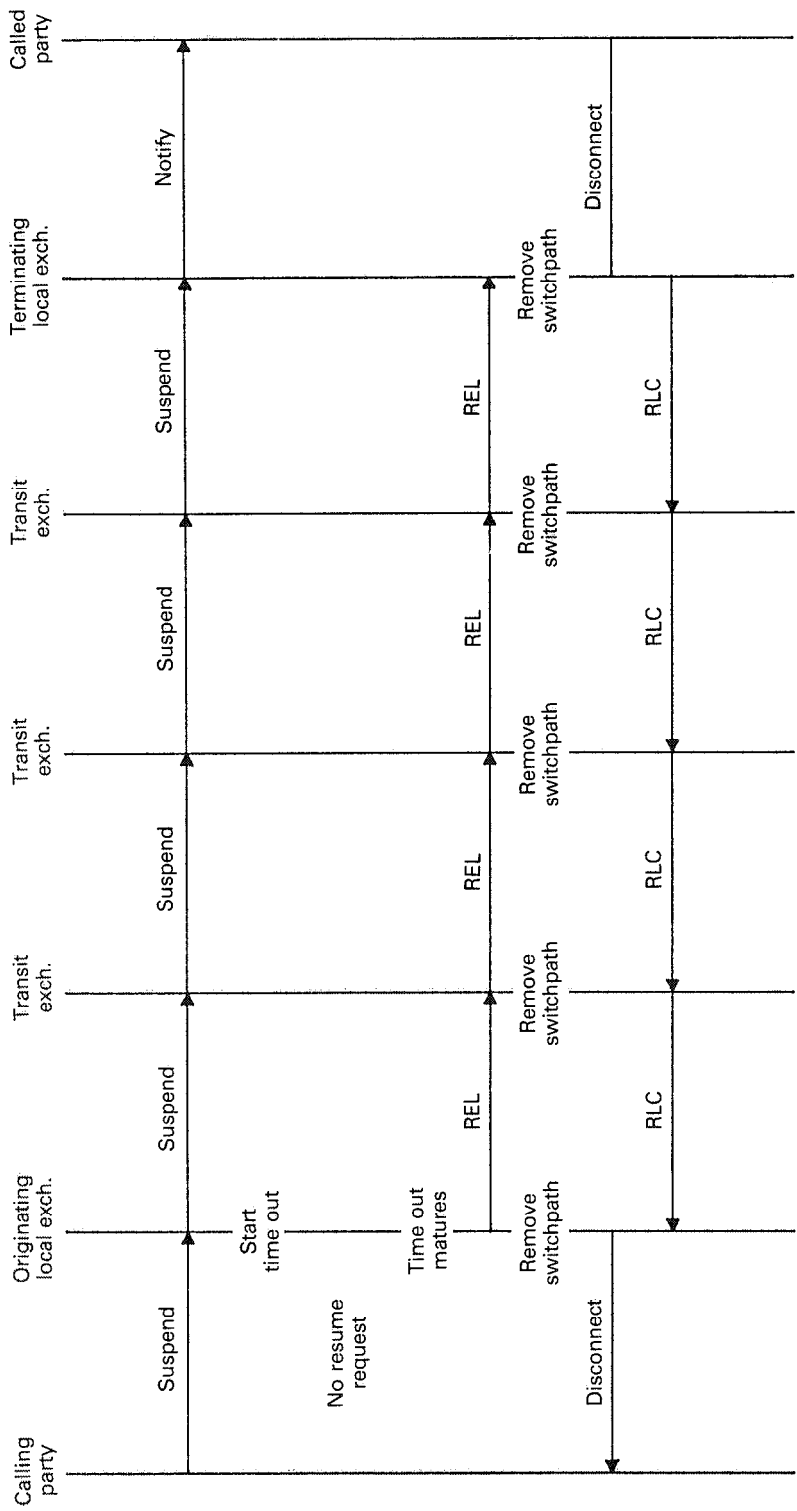 Calling
party
Originating
local exch.
Transit
exch.
Transit
exch.
Transit
exch.
Terminating
local exch.
Called
party
Suspend
Suspend
Suspend
Suspend
Suspend
Notify
Start
time out
No resume
request
Time out
matures
REL
REL
REL
REL
Remove
switchpath
Remove
switchpath
Remove
switchpath
Remove
switchpath
Remove
switchpath
Disconnect
Disconnect
RLC
RLC
RLC
RLC